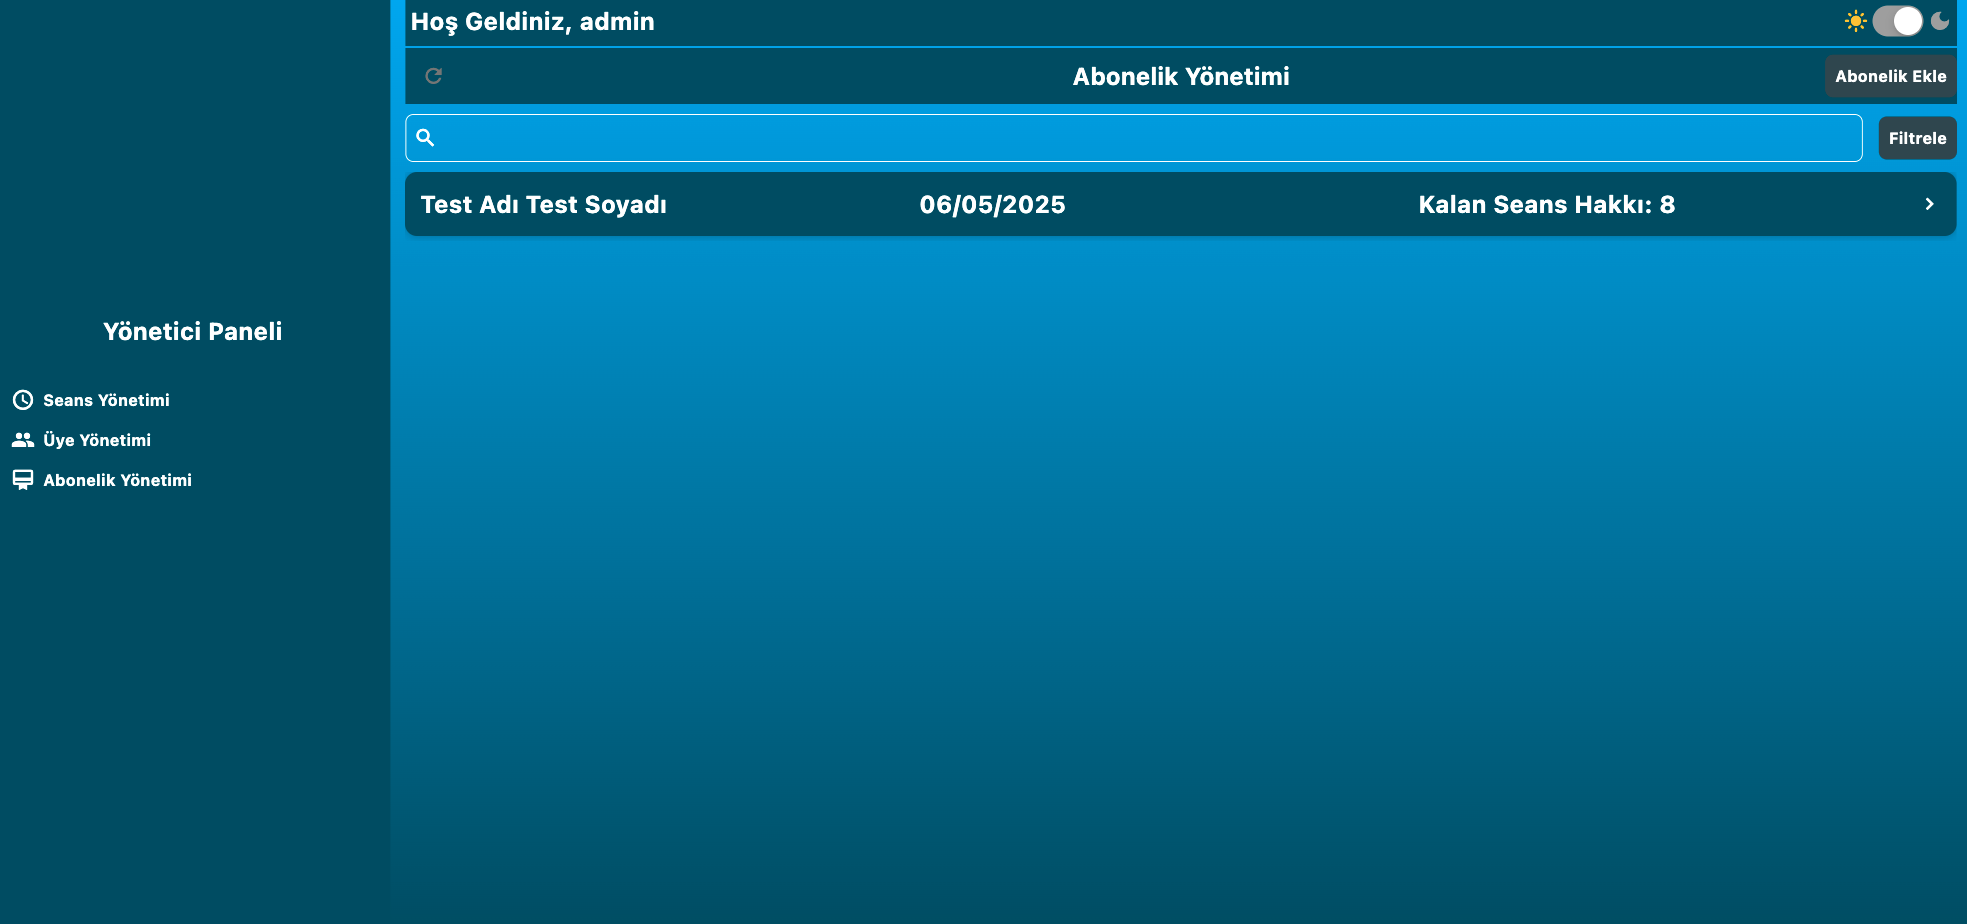 Hoş Geldiniz, admin
Abonelik Yönetimi
Abonelik Ekle
Filtrele
Test Adı Test Soyadı 06/05/2025 Kalan Seans Hakkı: 8
Yönetici Paneli
Seans Yönetimi
Üye Yönetimi
Abonelik Yönetimi